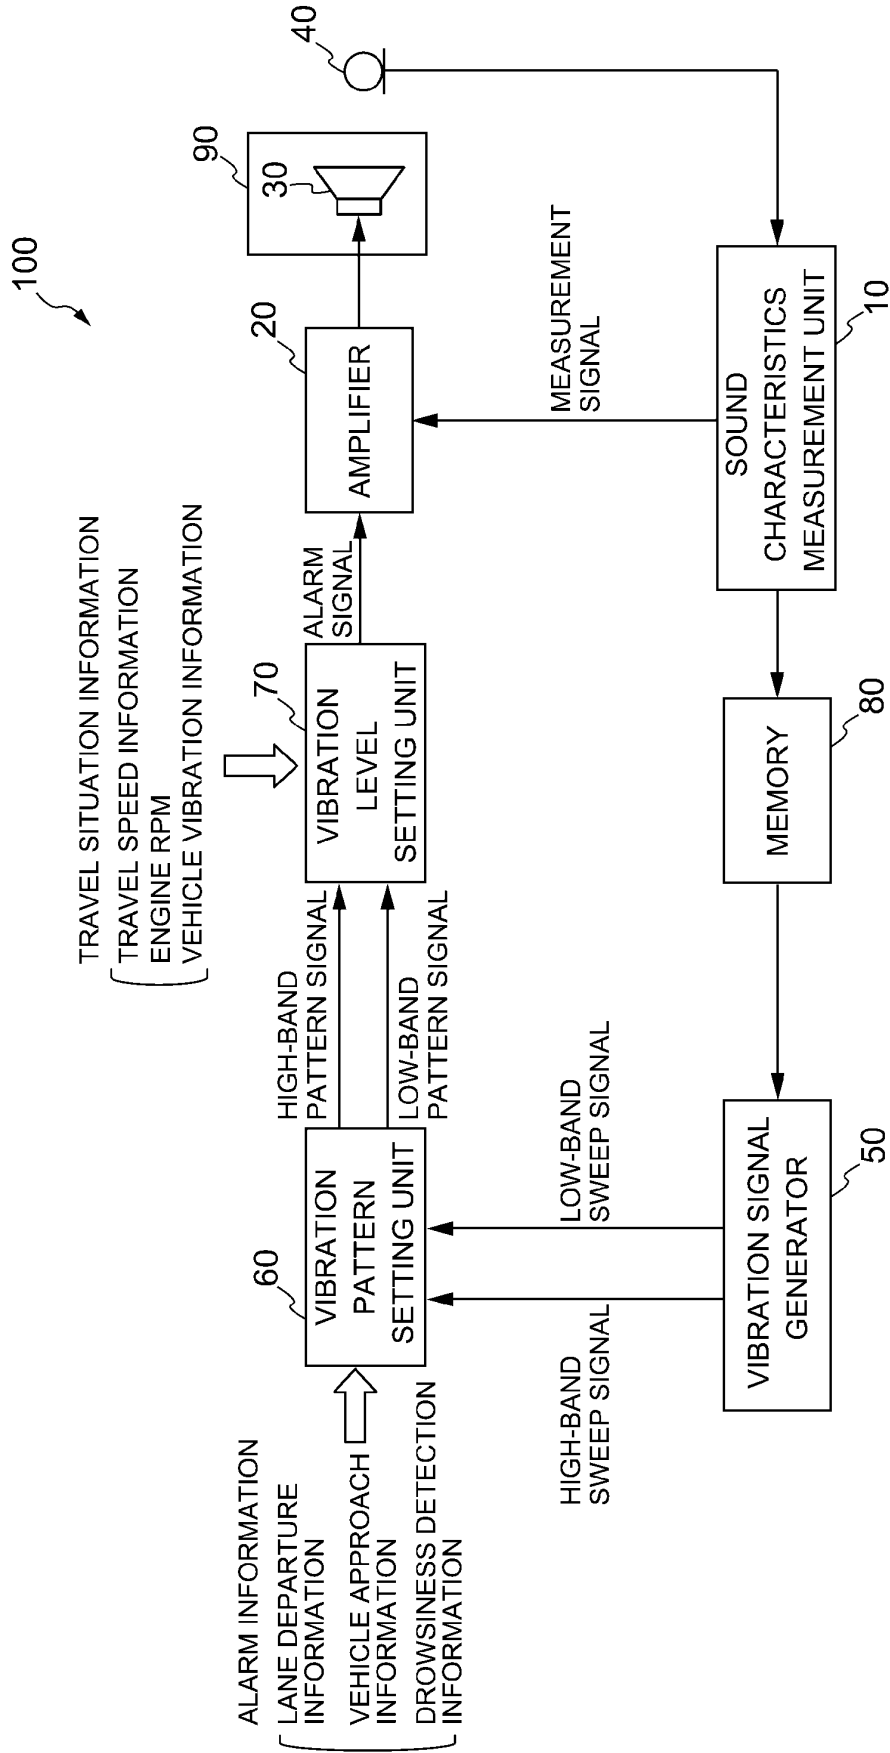 100
TRAVEL SITUATION INFORMATION
TRAVEL SPEED INFORMATION
ENGINE RPM
VEHICLE VIBRATION INFORMATION
ALARM INFORMATION
LANE DEPARTURE
INFORMATION
VEHICLE APPROACH
INFORMATION
DROWSINESS DETECTION
INFORMATION
60
VIBRATION
PATTERN
SETTING UNIT
HIGH-BAND
PATTERN SIGNAL
LOW-BAND
PATTERN SIGNAL
70
VIBRATION
LEVEL
SETTING UNIT
ALARM
SIGNAL
20
AMPLIFIER
90
30
40
HIGH-BAND
SWEEP SIGNAL
LOW-BAND
SWEEP SIGNAL
MEASUREMENT
SIGNAL
VIBRATION SIGNAL
GENERATOR
50
MEMORY
80
SOUND
CHARACTERISTICS
MEASUREMENT UNIT
10